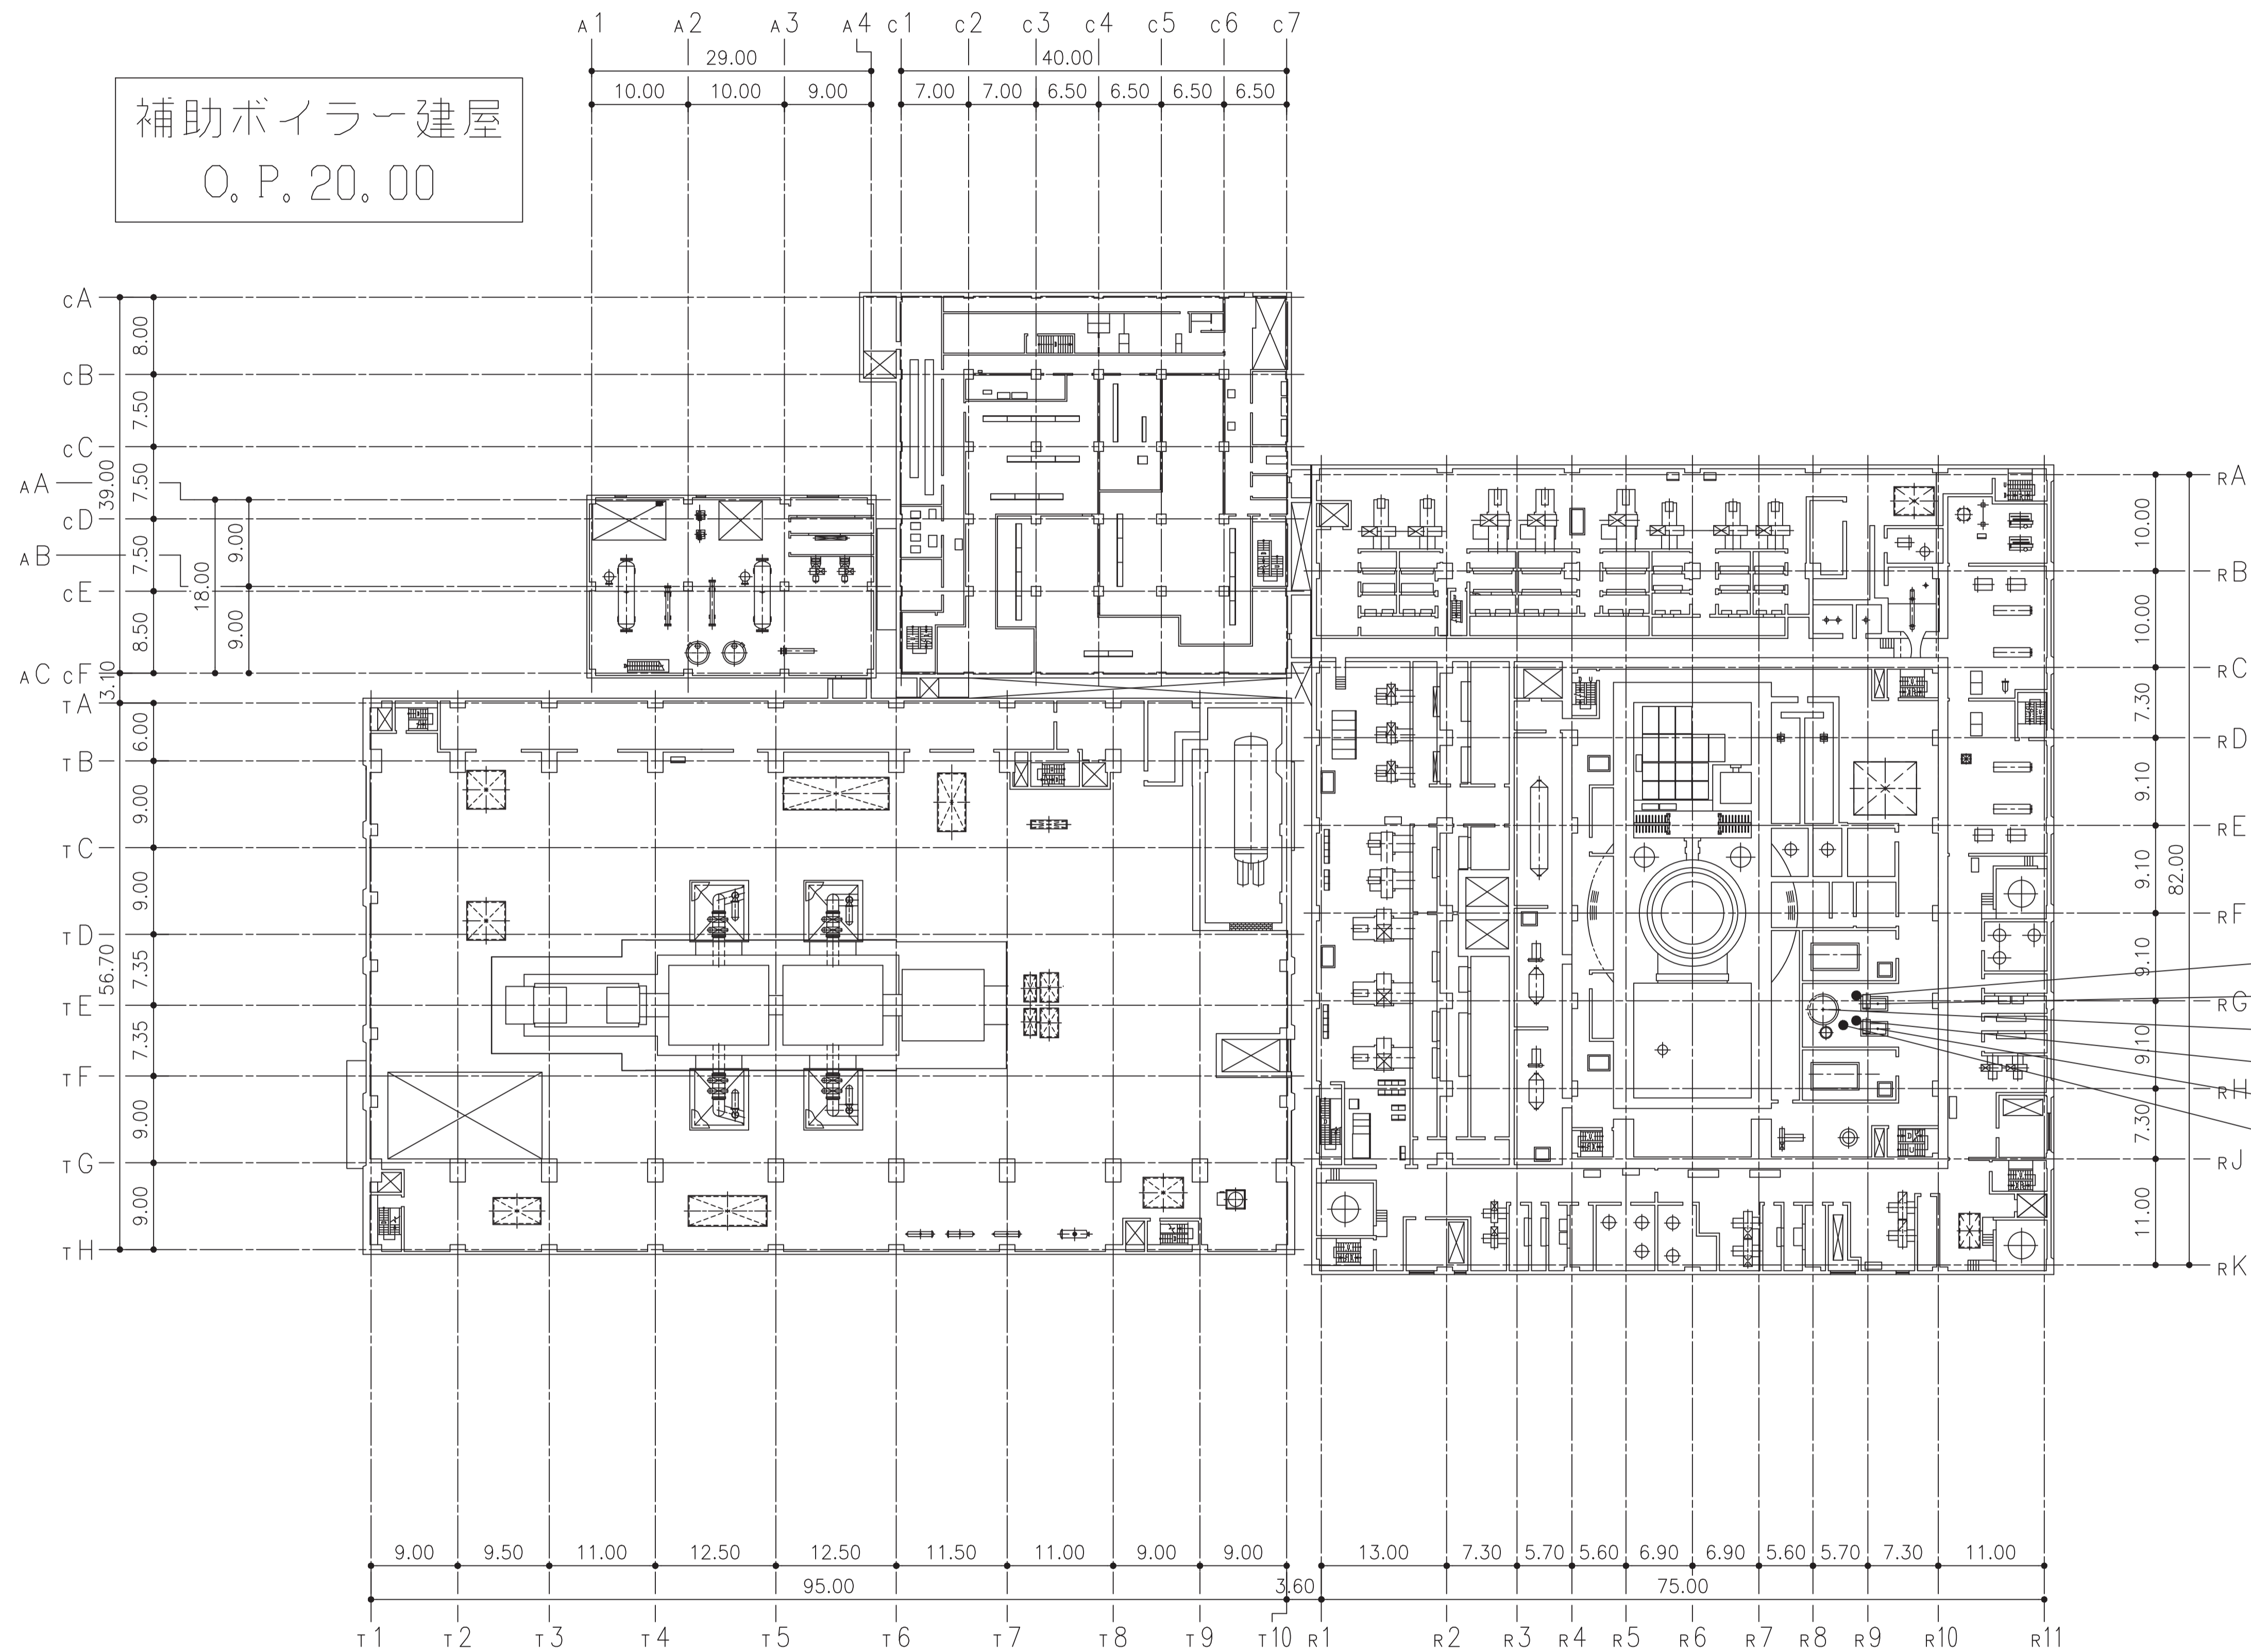 A1 A2 A3 A4 C1 C2 C3 C4 C5 C6 C7
29.00 40.00
10.00 10.00 9.00 7.00 7.00 6.50 6.50 6.50 6.50
補助ボイラー建屋
O.P.20.00
CA
8.00
CB
7.50
CC
39.00
7.50
AA
CD
7.50
AB
CE
8.50
AC CF
18.00
9.00
9.00
3.10
TA
6.00
TB
9.00
TC
9.00
TD
56.70
7.35
TE
7.35
TF
9.00
TG
9.00
TH
RA
10.00
RB
10.00
RC
7.30
RD
9.10
RE
9.10
82.00
RF
9.10
RG
9.10
RH
7.30
RJ
11.00
RK
9.00 9.50 11.00 12.50 12.50 11.50 11.00 9.00 9.00 13.00 7.30 5.70 5.60 6.90 6.90 5.60 5.70 7.30 11.00
95.00 3.60 75.00
T1 T2 T3 T4 T5 T6 T7 T8 T9 T10 R1 R2 R3 R4 R5 R6 R7 R8 R9 R10 R11